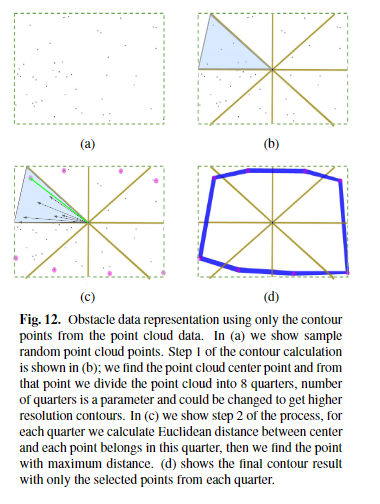 (a)
(b)
(c)
(d)
Fig. 12. Obstacle data representation using only the contour
points from the point cloud data. In (a) we show sample
random point cloud points. Step 1 of the contour calculation
is shown in (b); we find the point cloud center point and from
that point we divide the point cloud into 8 quarters, number
of quarters is a parameter and could be changed to get higher
resolution contours. In (c) we show step 2 of the process, for
each quarter we calculate Euclidean distance between center
and each point belongs in this quarter, then we find the point
with maximum distance. (d) shows the final contour result
with only the selected points from each quarter.